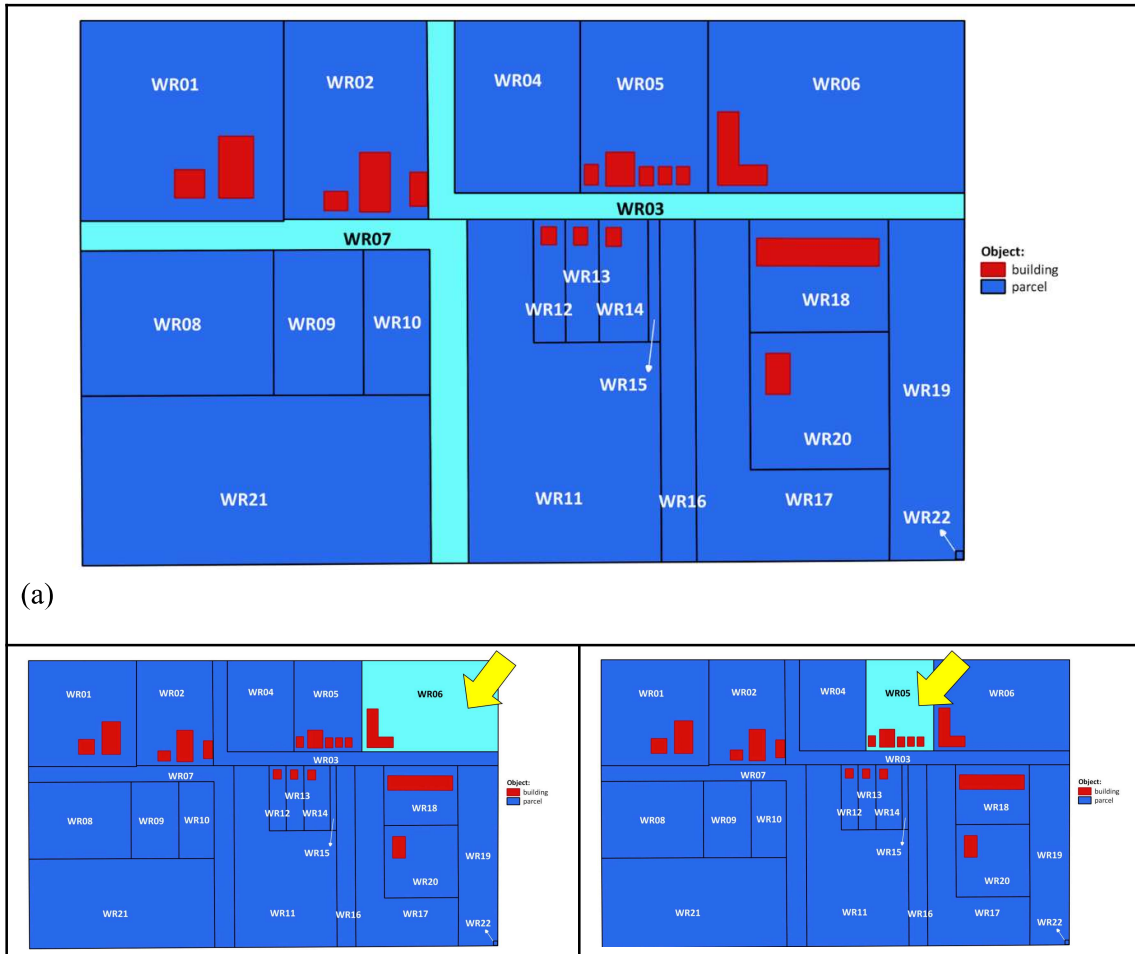 WR01
WR02
WR04
WR05
WR06
WR03
WR07
WR08
WR09
WR10
WR12
WR13
WR14
WR15
WR18
WR19
WR20
WR21
WR11
WR16
WR17
WR22
Object:
building
parcel
(a)
WR01
WR02
WR04
WR05
WR06
WR03
WR07
WR08
WR09
WR10
WR12
WR13
WR14
WR15
WR18
WR19
WR20
WR21
WR11
WR16
WR17
WR22
Object:
building
parcel
WR01
WR02
WR04
WR05
WR06
WR03
WR07
WR08
WR09
WR10
WR12
WR13
WR14
WR15
WR18
WR19
WR20
WR21
WR11
WR16
WR17
WR22
Object:
building
parcel